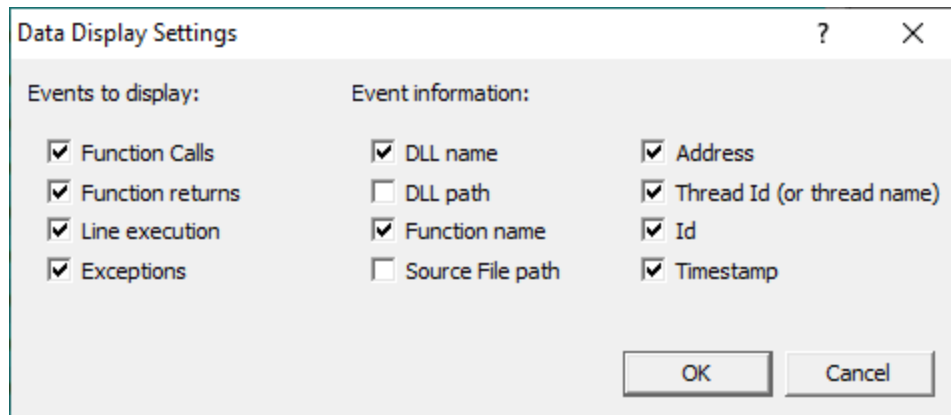 Data Display Settings
Events to display: Event information:
Function Calls DLL name Address
Function returns DLL path Thread Id (or thread name)
Line execution Function name Id
Exceptions Source File path Timestamp
OK Cancel